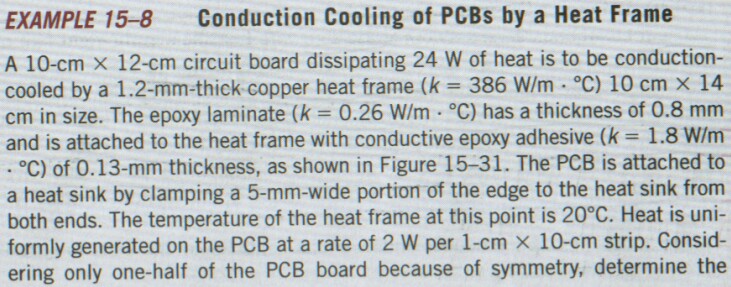 EXAMPLE 15–8 Conduction Cooling of PCBs by a Heat Frame
A 10-cm × 12-cm circuit board dissipating 24 W of heat is to be conduction-
cooled by a 1.2-mm-thick copper heat frame (k = 386 W/m · °C) 10 cm × 14
cm in size. The epoxy laminate (k = 0.26 W/m · °C) has a thickness of 0.8 mm
and is attached to the heat frame with conductive epoxy adhesive (k = 1.8 W/m
· °C) of 0.13-mm thickness, as shown in Figure 15–31. The PCB is attached to
a heat sink by clamping a 5-mm-wide portion of the edge to the heat sink from
both ends. The temperature of the heat frame at this point is 20°C. Heat is uni-
formly generated on the PCB at a rate of 2 W per 1-cm × 10-cm strip. Consid-
ering only one-half of the PCB board because of symmetry, determine the